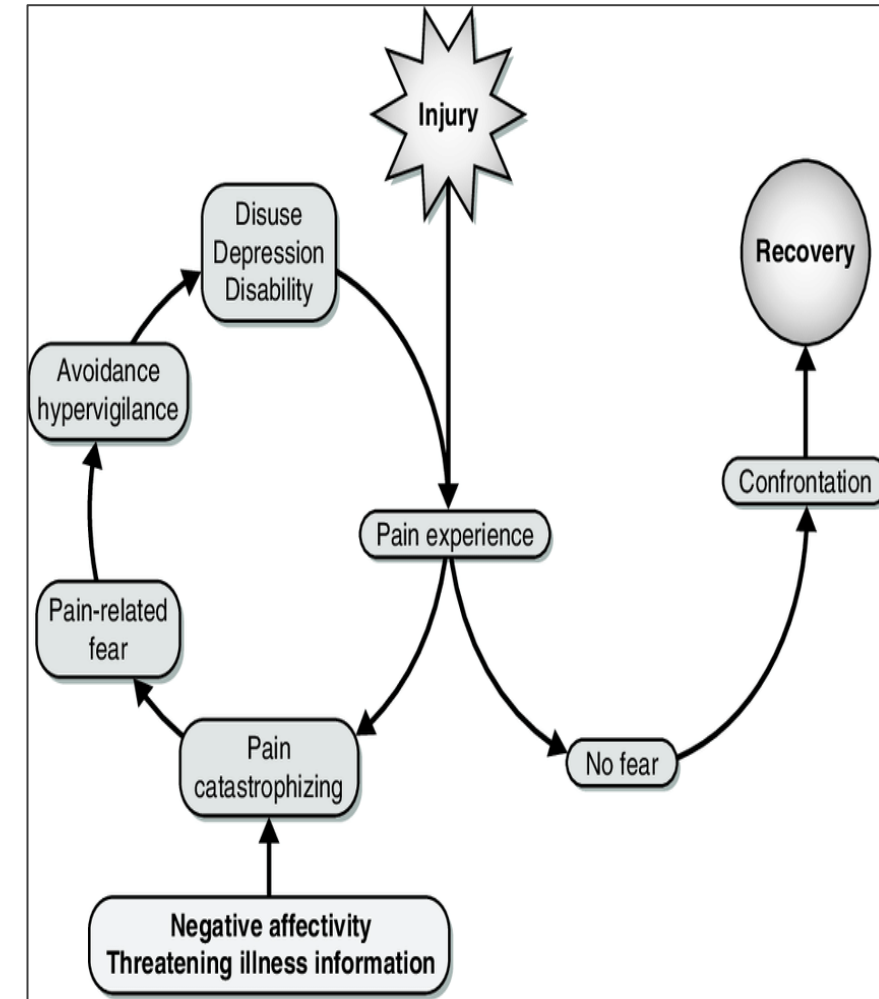 Injury
Disuse
Depression
Disability
Recovery
Avoidance
hypervigilance
Confrontation
Pain experience
Pain-related
fear
Pain
catastrophizing
No fear
Negative affectivity
Threatening illness information